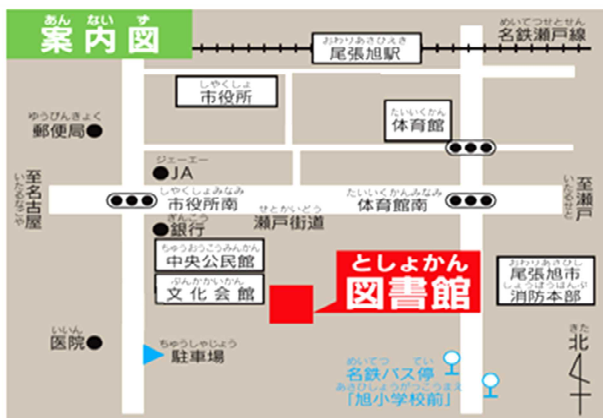 あん ない ず
案内図
めいてつせとせん
名鉄瀬戸線
おわりあさひえき
尾張旭駅
しやくしょ
市役所
たいいくかん
体育館
ゆうびんきょく
郵便局
ジェーエー
JA
至名古屋
いたるなごや
しやくしょみなみ
市役所南
せとかいどう
瀬戸街道
たいいくかんみなみ
体育館南
至瀬戸
いたるせと
ぎんこう
銀行
ちゅうおうこうみんかん
中央公民館
ぶんかかいかん
文化会館
としょかん
図書館
おわりあさひし
尾張旭市
しょうぼうほんぶ
消防本部
いいん
医院
ちゅうしゃじょう
駐車場
めいてつ てい
名鉄バス停
あさひしょうがっこうまえ
「旭小学校前」
きた
北